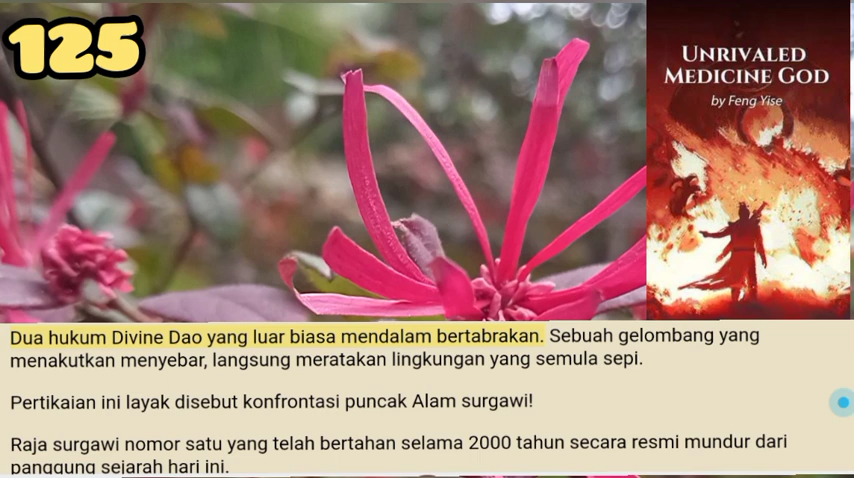 125
UNRIVALED
MEDICINE GOD
by Feng Yise
Dua hukum Divine Dao yang luar biasa mendalam bertabrakan. Sebuah gelombang yang
menakutkan menyebar, langsung meratakan lingkungan yang semula sepi.
Pertikaian ini layak disebut konfrontasi puncak Alam surgawi!
Raja surgawi nomor satu yang telah bertahan selama 2000 tahun secara resmi mundur dari
panggung sejarah hari ini.